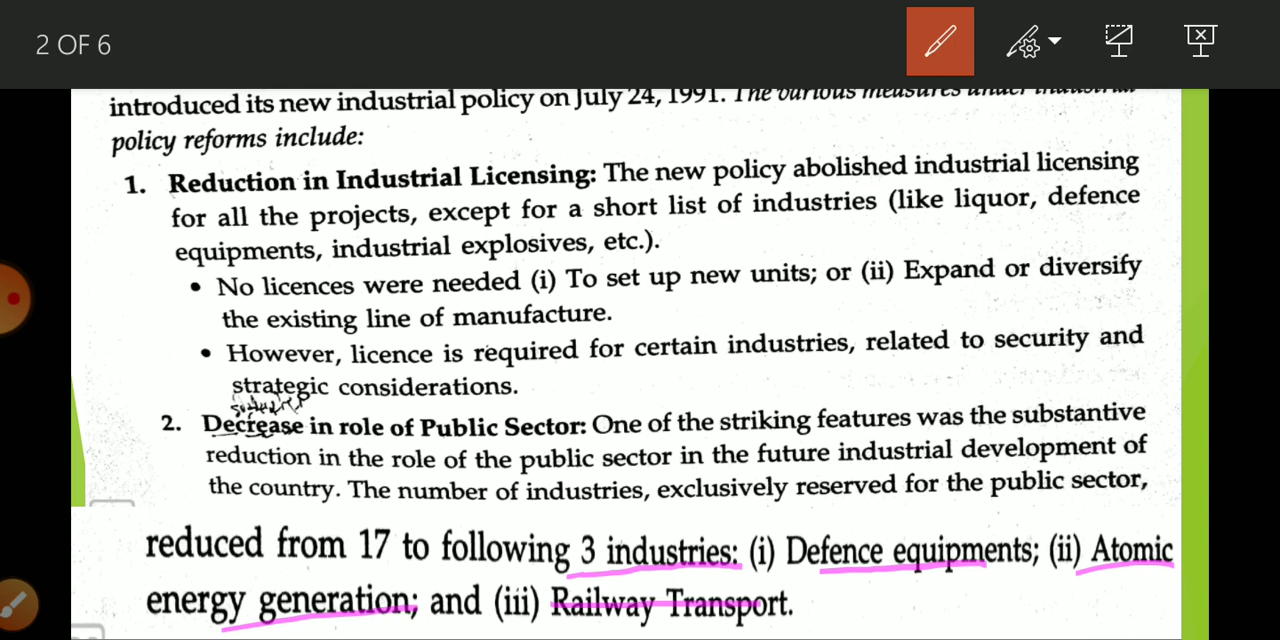 2 OF 6
introduced its new industrial policy on July 24, 1991. The various measures under industrial
policy reforms include:
1. Reduction in Industrial Licensing: The new policy abolished industrial licensing
for all the projects, except for a short list of industries (like liquor, defence
equipments, industrial explosives, etc.).
• No licences were needed (i) To set up new units; or (ii) Expand or diversify
the existing line of manufacture.
• However, licence is required for certain industries, related to security and
strategic considerations.
2. Decrease in role of Public Sector: One of the striking features was the substantive
reduction in the role of the public sector in the future industrial development of
the country. The number of industries, exclusively reserved for the public sector,
reduced from 17 to following 3 industries: (i) Defence equipments; (ii) Atomic
energy generation; and (iii) Railway Transport.